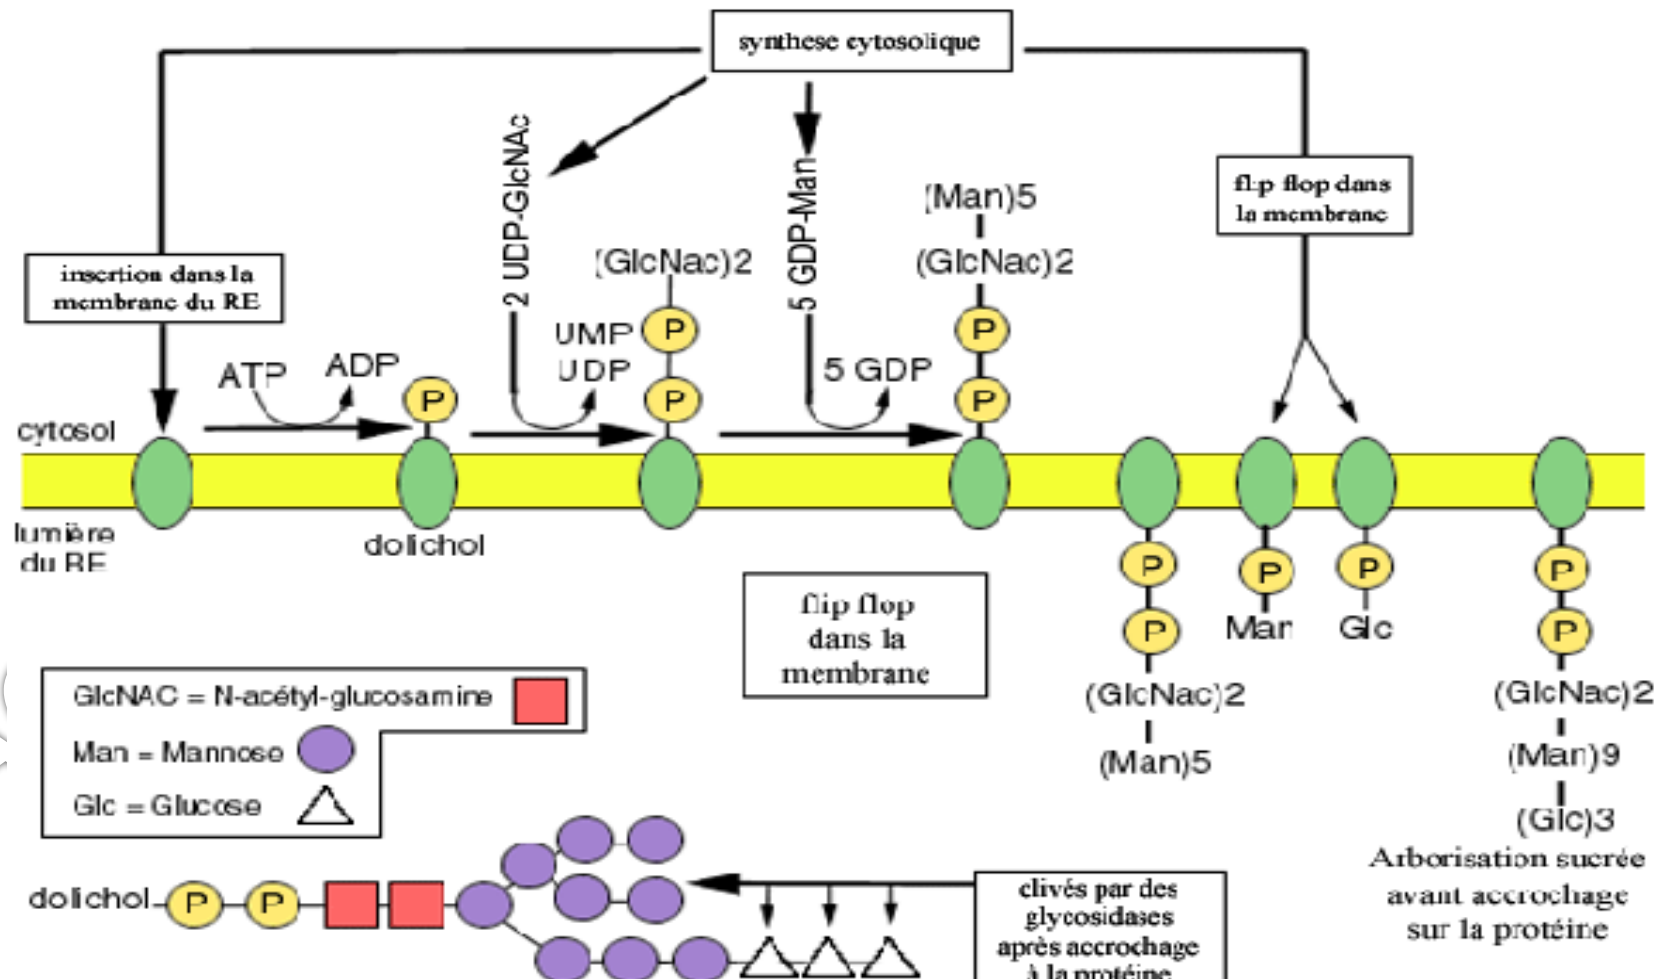 synthese cytosolique
flip flop dans
la membrane
insertion dans la
membrane du RE
2 UDP-GlcNAc
5 GDP-Man
(Man)5
(GlcNac)2
(GlcNac)2
P
P
UMP
UDP
5 GDP
ATP
ADP
P
P
P
cytosol
lumière
du RE
dolichol
P
P
P
P
P
P
Man
Glc
(GlcNac)2
(Man)5
(GlcNac)2
(Man)9
(Glc)3
Arborisation sucrée
avant accrochage
sur la protéine
flip flop
dans la
membrane
GlcNAC = N-acétyl-glucosamine
Man = Mannose
Glc = Glucose
dolichol
P
P
clivés par des
glycosidases
après accrochage
à la protéine